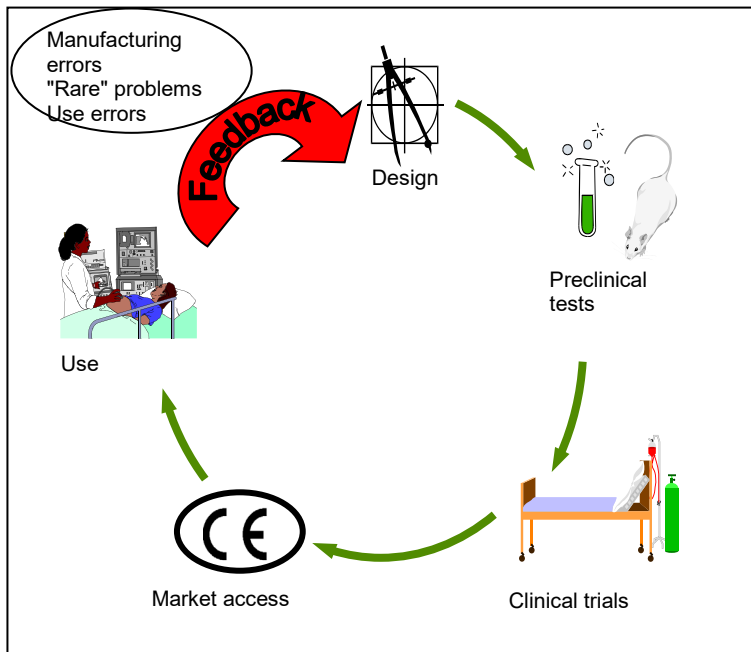 Manufacturing
errors
"Rare" problems
Use errors
Feedback
Design
Preclinical
tests
Use
CE
Market access
Clinical trials